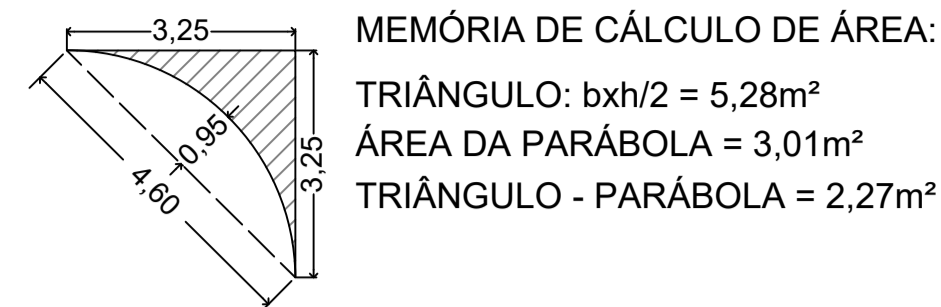 3,25
MEMÓRIA DE CÁLCULO DE ÁREA:
TRIÂNGULO: bxh/2 = 5,28m²
0,95
ÁREA DA PARÁBOLA = 3,01m²
3,25
4,60
TRIÂNGULO - PARÁBOLA = 2,27m²